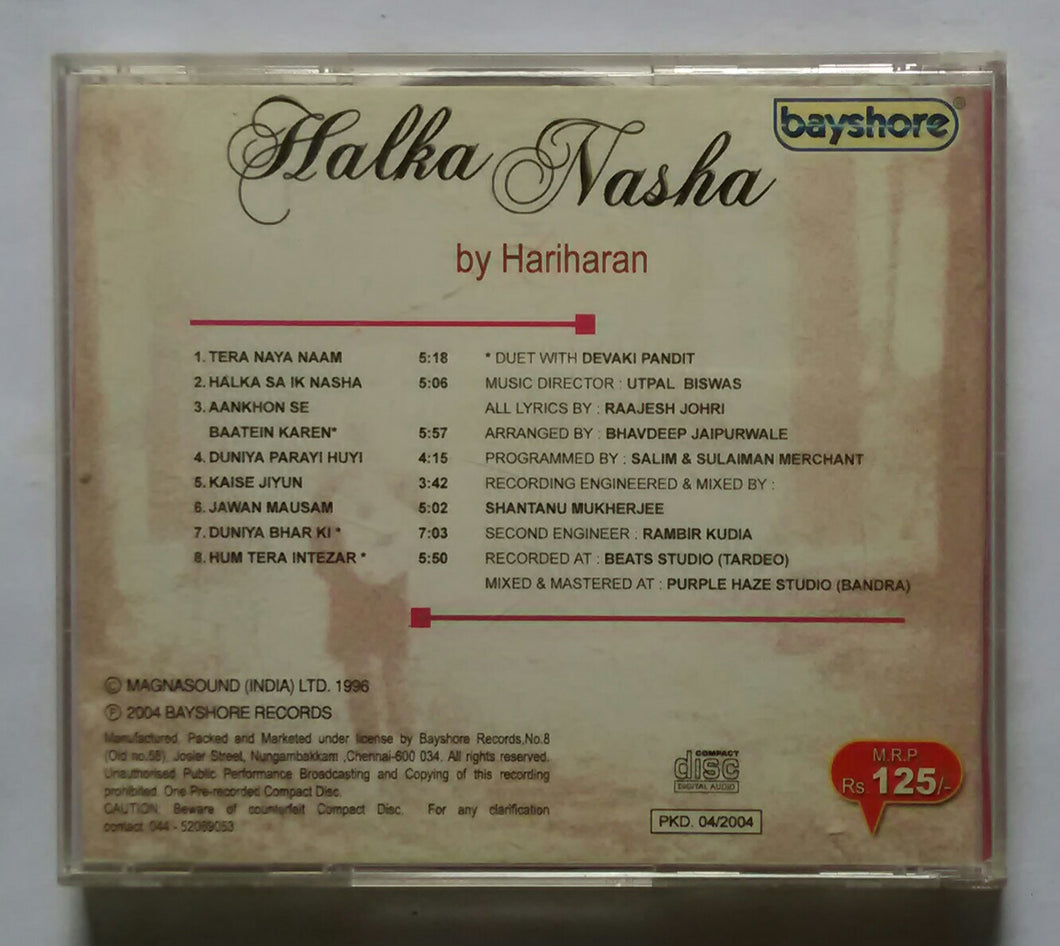 Halka Nasha
bayshore®
by Hariharan
1. TERA NAYA NAAM 5:18
2. HALKA SA IK NASHA 5:06
3. AANKHON SE
BAATEIN KAREN* 5:57
4. DUNIYA PARAYI HUYI 4:15
5. KAISE JIYUN 3:42
6. JAWAN MAUSAM 5:02
7. DUNIYA BHAR KI * 7:03
8. HUM TERA INTEZAR * 5:50
* DUET WITH DEVAKI PANDIT
MUSIC DIRECTOR : UTPAL BISWAS
ALL LYRICS BY : RAAJESH JOHRI
ARRANGED BY : BHAVDEEP JAIPURWALE
PROGRAMMED BY : SALIM & SULAIMAN MERCHANT
RECORDING ENGINEERED & MIXED BY :
SHANTANU MUKHERJEE
SECOND ENGINEER : RAMBIR KUDIA
RECORDED AT : BEATS STUDIO (TARDEO)
MIXED & MASTERED AT : PURPLE HAZE STUDIO (BANDRA)
© MAGNASOUND (INDIA) LTD. 1996
℗ 2004 BAYSHORE RECORDS
Manufactured, Packed and Marketed under license by Bayshore Records,No.8
(Old no.55), Josier Street, Nungambakkam ,Chennai-600 034. All rights reserved.
Unauthorised Public Performance Broadcasting and Copying of this recording
prohibited. One Pre-recorded Compact Disc.
CAUTION: Beware of counterfeit Compact Disc. For any clarification
contact 044 - 52069053
COMPACT
disc
DIGITAL AUDIO
PKD. 04/2004
M.R.P
Rs. 125/-